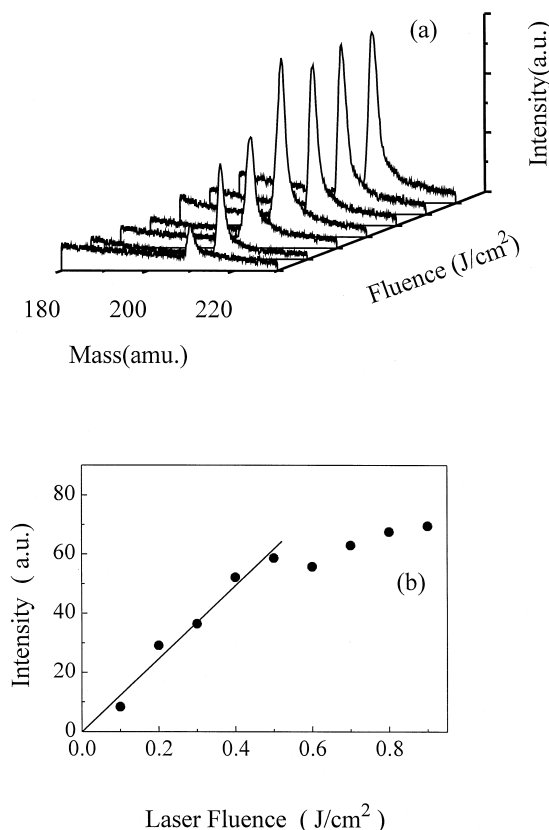 (a)
Intensity(a.u.)
Fluence (J/cm²)
180 200 220
Mass(amu.)
80
60
40
20
0
Intensity ( a.u.)
(b)
0.0 0.2 0.4 0.6 0.8
Laser Fluence ( J/cm² )